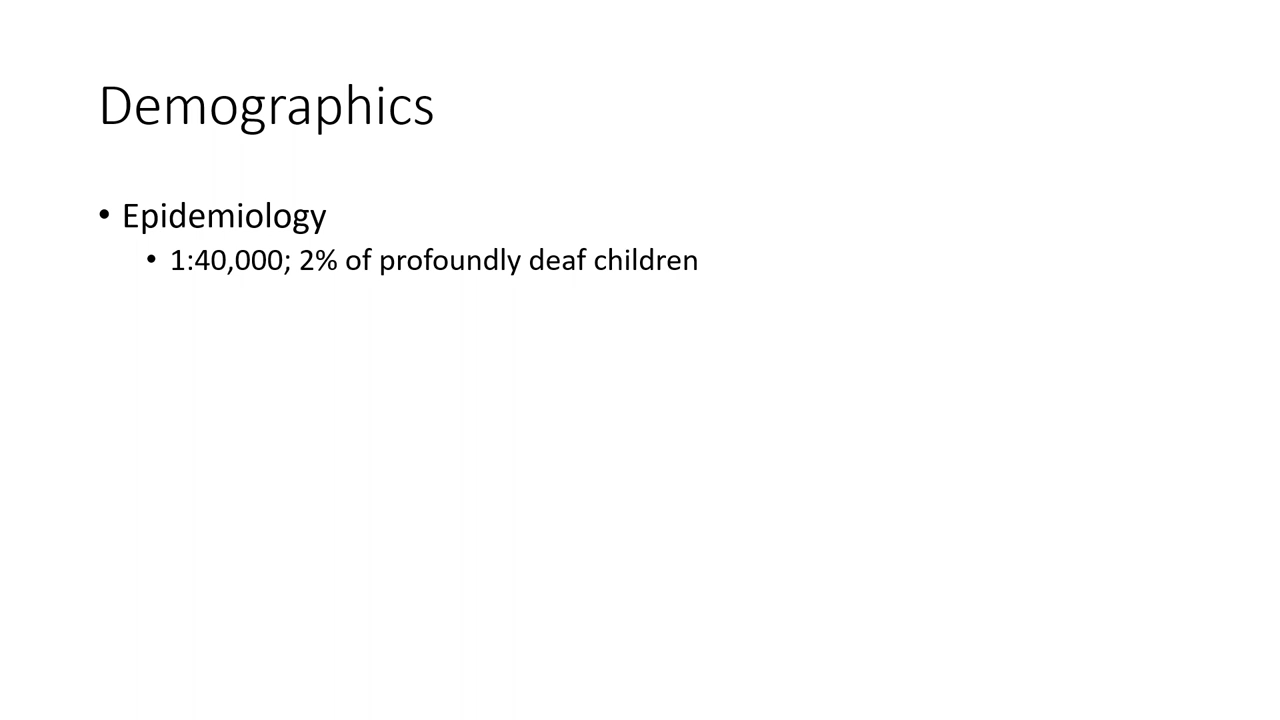 Demographics
• Epidemiology
• 1:40,000; 2% of profoundly deaf children